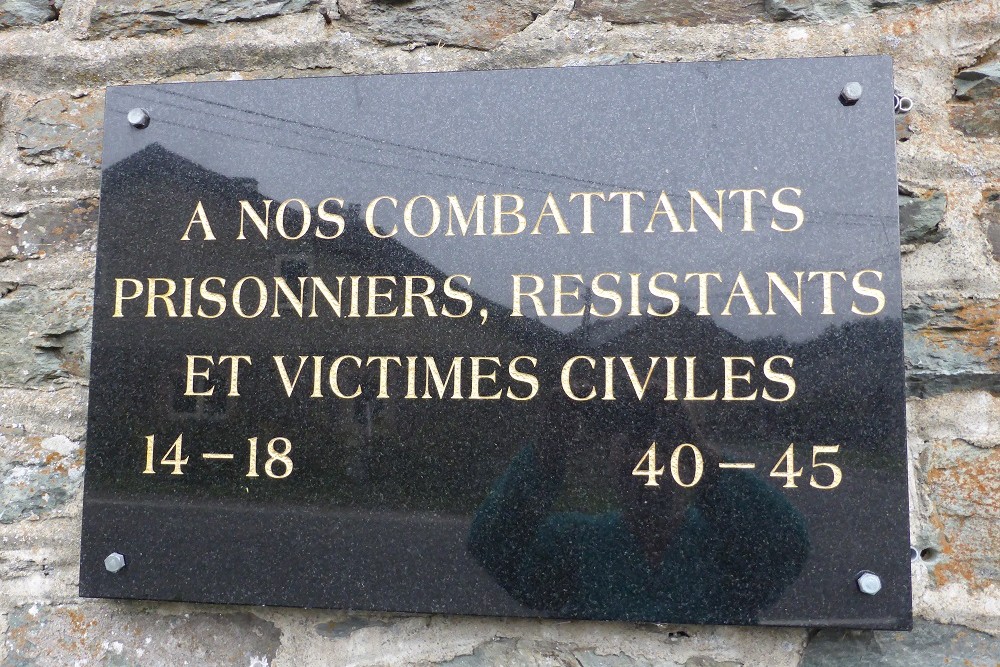 A NOS COMBATTANTS
PRISONNIERS, RESISTANTS
ET VICTIMES CIVILES
14-18 40-45